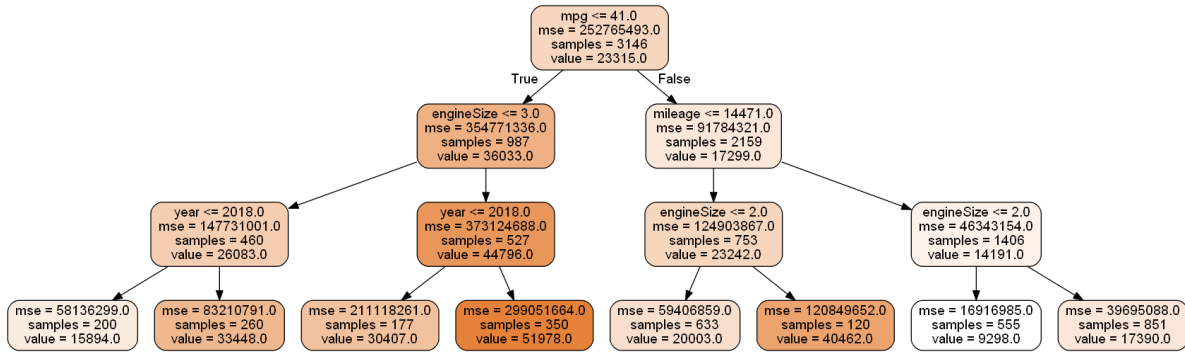 mpg <= 41.0
mse = 252765493.0
samples = 3146
value = 23315.0
True
False
engineSize <= 3.0
mse = 354771336.0
samples = 987
value = 36033.0
mileage <= 14471.0
mse = 91784321.0
samples = 2159
value = 17299.0
year <= 2018.0
mse = 147731001.0
samples = 460
value = 26083.0
year <= 2018.0
mse = 373124688.0
samples = 527
value = 44796.0
engineSize <= 2.0
mse = 124903867.0
samples = 753
value = 23242.0
engineSize <= 2.0
mse = 46343154.0
samples = 1406
value = 14191.0
mse = 58136299.0
samples = 200
value = 15894.0
mse = 83210791.0
samples = 260
value = 33448.0
mse = 211118261.0
samples = 177
value = 30407.0
mse = 299051664.0
samples = 350
value = 51978.0
mse = 59406859.0
samples = 633
value = 20003.0
mse = 120849652.0
samples = 120
value = 40462.0
mse = 16916985.0
samples = 555
value = 9298.0
mse = 39695088.0
samples = 851
value = 17390.0